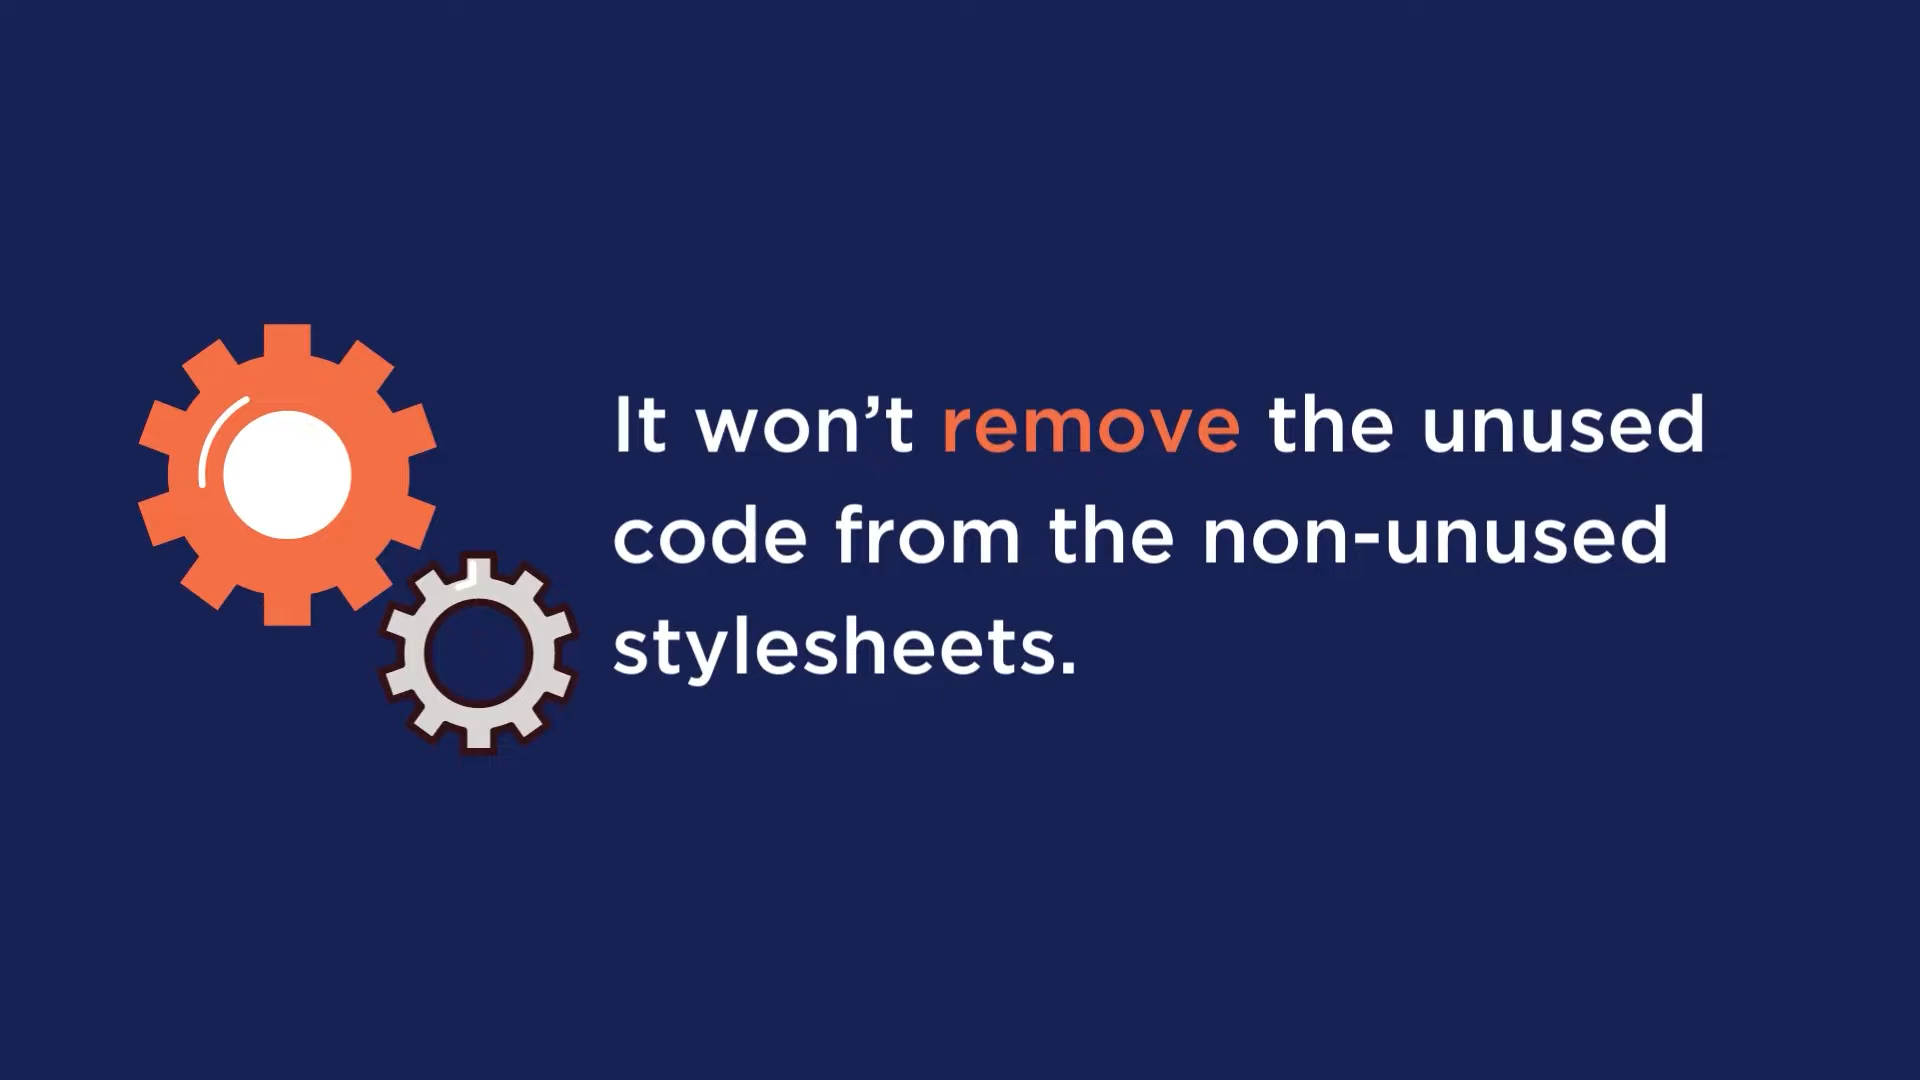 It won’t remove the unused
code from the non-unused
stylesheets.